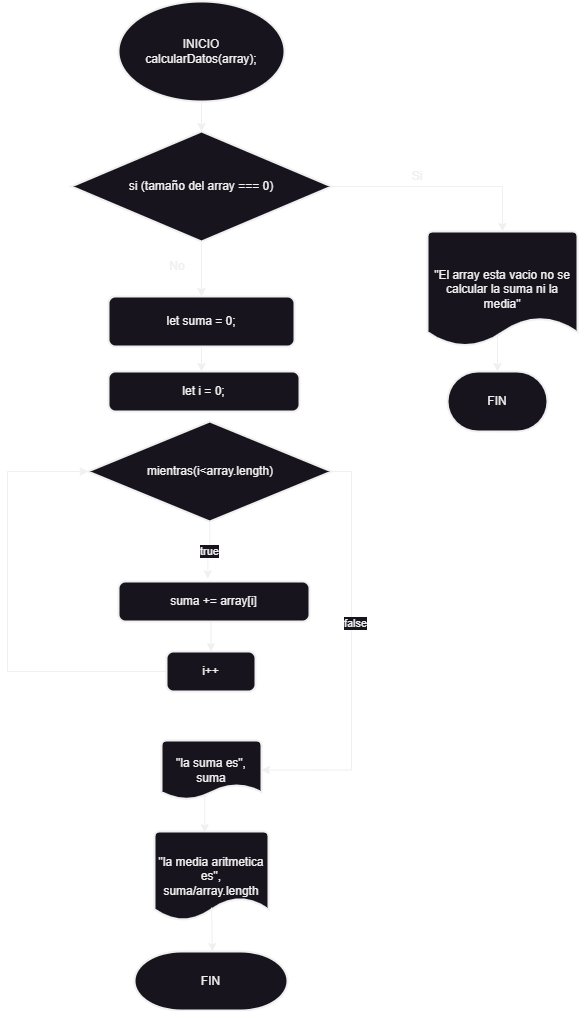 INICIO
calcularDatos(array);
si (tamaño del array === 0)
Si
No
"El array esta vacio no se
calcular la suma ni la
media"
let suma = 0;
let i = 0;
FIN
mientras(i<array.length)
true
suma += array[i]
false
i++
"la suma es",
suma
"la media aritmetica
es",
suma/array.length
FIN